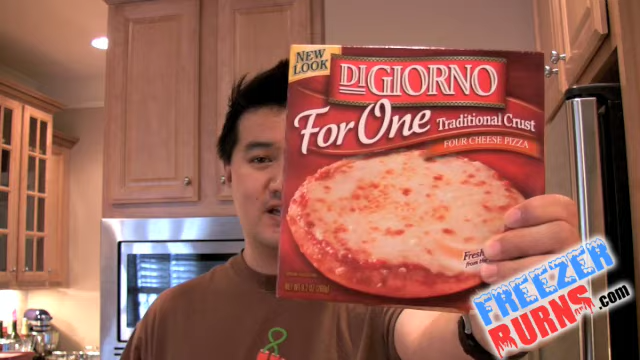 NEW
LOOK
DIGIORNO
For One
Traditional Crust
FOUR CHEESE PIZZA
Fresh
FREEZER
BURNS.com